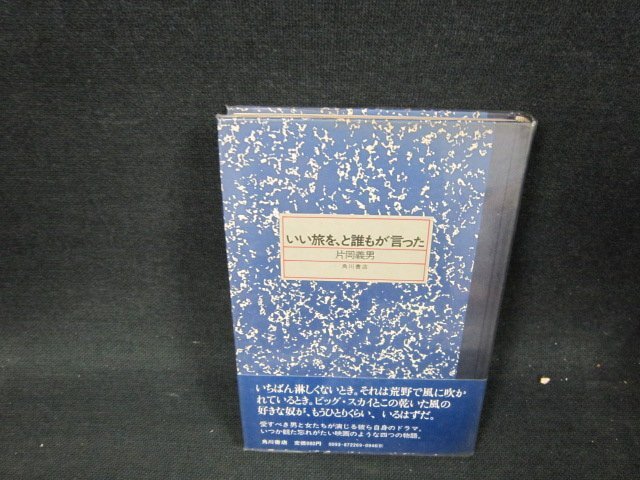 いい旅を、と誰もが言った
片岡義男
角川書店
いちばん淋しくないとき。それは荒野で風に吹か
れているとき。ビッグ・スカイとこの乾いた風の
好きな奴が、もうひとりくらい、いるはずだ。
愛すべき男と女たちが演じる彼ら自身のドラマ。
いつか観た忘れがたい映画のような四つの物語。
角川書店 定価980円 0093-872269-0946(0)